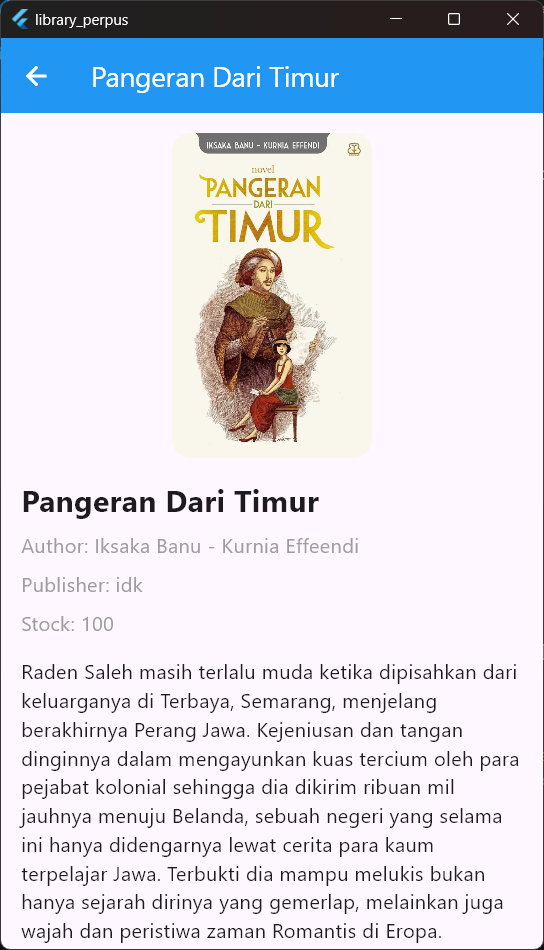 library_perpus
Pangeran Dari Timur
IKSAKA BANU - KURNIA EFFENDI
novel
PANGERAN
DARI
TIMUR
Pangeran Dari Timur
Author: Iksaka Banu - Kurnia Effeendi
Publisher: idk
Stock: 100
Raden Saleh masih terlalu muda ketika dipisahkan dari
keluarganya di Terbaya, Semarang, menjelang
berakhirnya Perang Jawa. Kejeniusan dan tangan
dinginnya dalam mengayunkan kuas tercium oleh para
pejabat kolonial sehingga dia dikirim ribuan mil
jauhnya menuju Belanda, sebuah negeri yang selama
ini hanya didengarnya lewat cerita para kaum
terpelajar Jawa. Terbukti dia mampu melukis bukan
hanya sejarah dirinya yang gemerlap, melainkan juga
wajah dan peristiwa zaman Romantis di Eropa.